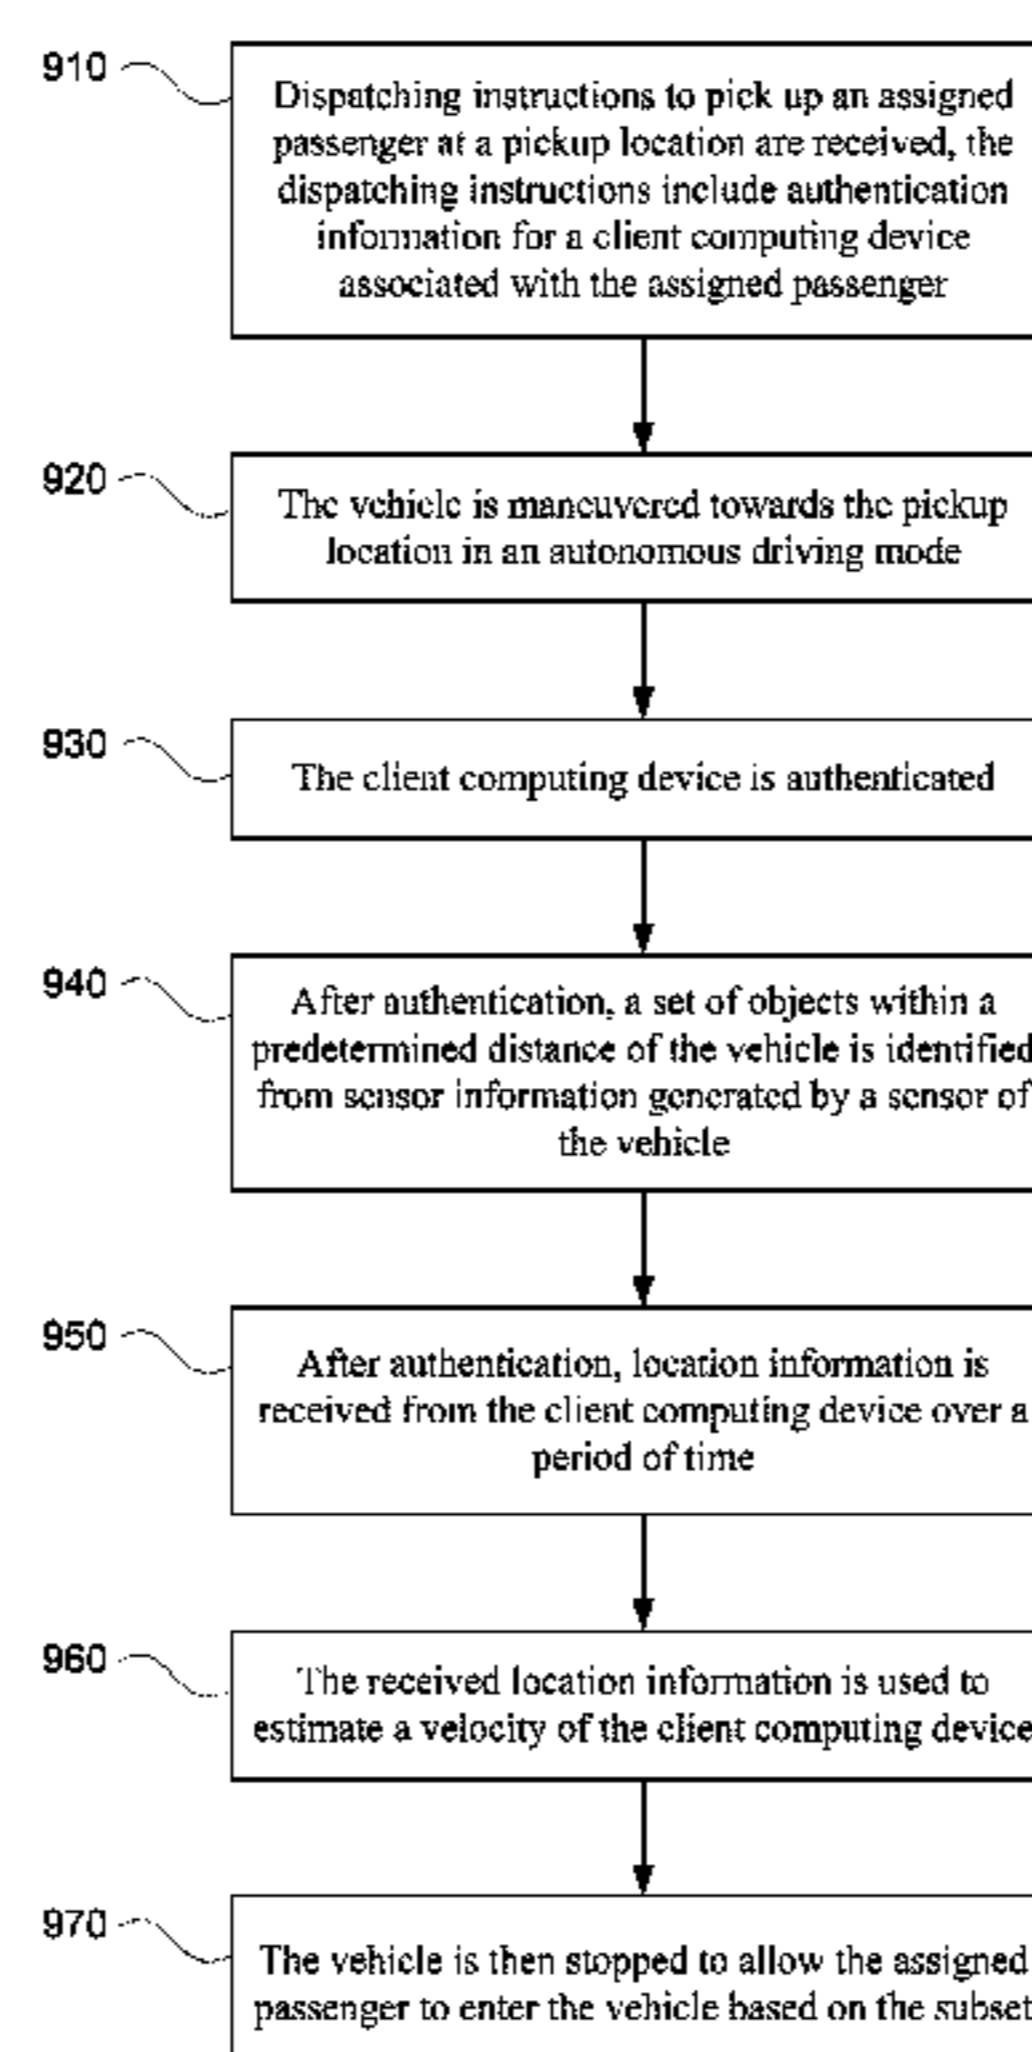 910
Dispatching instructions to pick up an assigned
passenger at a pickup location are received, the
dispatching instructions include authentication
information for a client computing device
associated with the assigned passenger
920
The vehicle is maneuvered towards the pickup
location in an autonomous driving mode
930
The client computing device is authenticated
940
After authentication, a set of objects within a
predetermined distance of the vehicle is identified
from sensor information generated by a sensor of
the vehicle
950
After authentication, location information is
received from the client computing device over a
period of time
960
The received location information is used to
estimate a velocity of the client computing device
970
The vehicle is then stopped to allow the assigned
passenger to enter the vehicle based on the subset